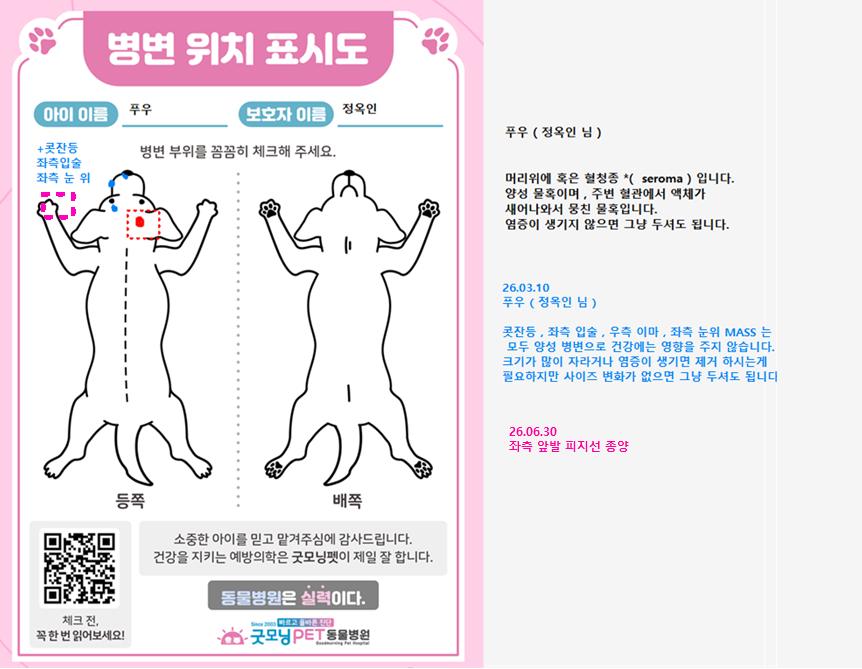 병변 위치 표시도
아이 이름 푸우 보호자 이름 정옥인
병변 부위를 꼼꼼히 체크해 주세요.
+콧잔등
좌측입술
좌측 눈 위
등쪽
배쪽
체크 전,
꼭 한 번 읽어보세요!
소중한 아이를 믿고 맡겨주심에 감사드립니다.
건강을 지키는 예방의학은 굿모닝펫이 제일 잘 합니다.
동물병원은 실력이다.
Since 2003 빠르고 올바른 진단
굿모닝PET동물병원
Goodmorning Pet Hospital
푸우 ( 정옥인 님 )
머리위에 혹은 혈청종 *( seroma ) 입니다.
양성 물혹이며 , 주변 혈관에서 액체가
새어나와서 뭉친 물혹입니다.
염증이 생기지 않으면 그냥 두셔도 됩니다.
26.03.10
푸우 ( 정옥인 님 )
콧잔등 , 좌측 입술 , 우측 이마 , 좌측 눈위 MASS 는
모두 양성 병변으로 건강에는 영향을 주지 않습니다.
크기가 많이 자라거나 염증이 생기면 제거 하시는게
필요하지만 사이즈 변화가 없으면 그냥 두셔도 됩니다
26.06.30
좌측 앞발 피지선 종양